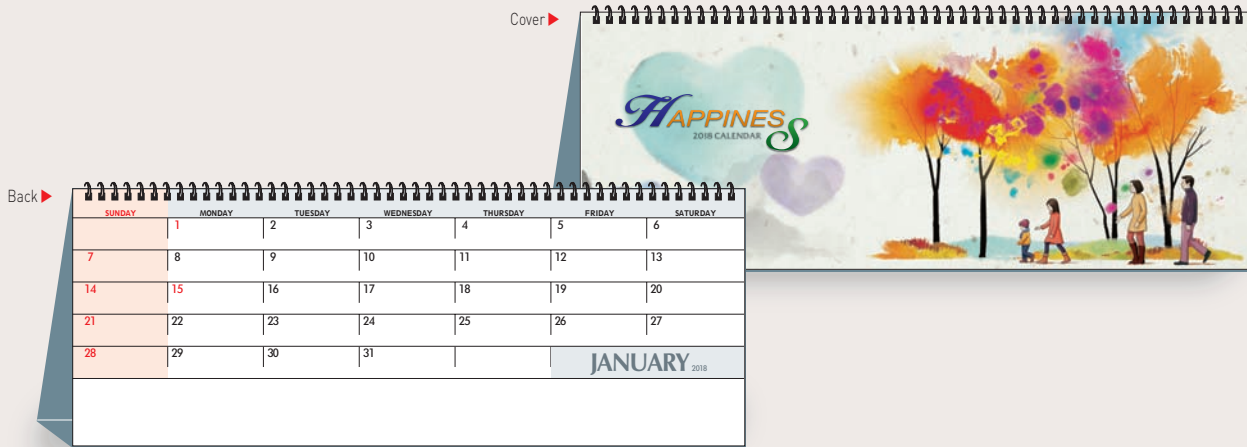 Cover
HAPPINESS
2018 CALENDAR
Back
SUNDAY MONDAY TUESDAY WEDNESDAY THURSDAY FRIDAY SATURDAY
1 2 3 4 5 6
7 8 9 10 11 12 13
14 15 16 17 18 19 20
21 22 23 24 25 26 27
28 29 30 31
JANUARY 2018